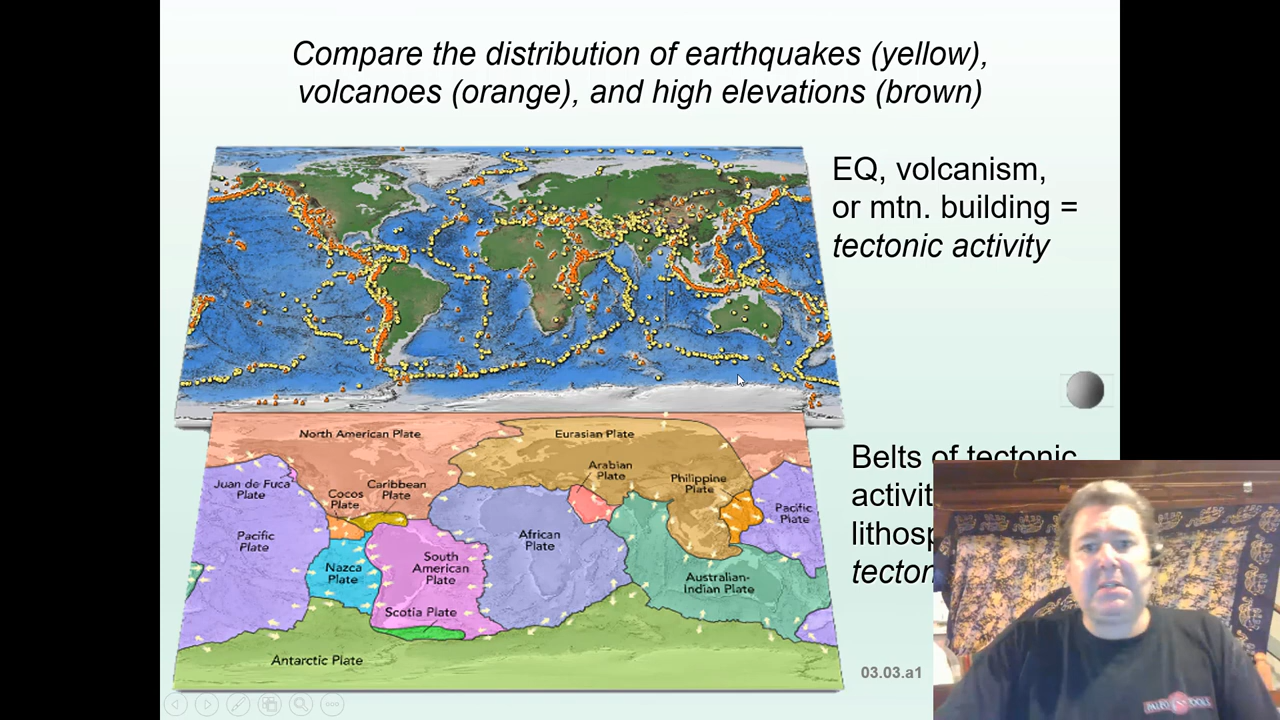 Compare the distribution of earthquakes (yellow),
volcanoes (orange), and high elevations (brown)
EQ, volcanism,
or mtn. building =
tectonic activity
North American Plate
Eurasian Plate
Arabian
Plate
Philippine
Plate
Juan de Fuca
Plate
Caribbean
Plate
Cocos
Plate
Pacific
Plate
Pacific
Plate
African
Plate
Nazca
Plate
South
American
Plate
Australian-
Indian Plate
Scotia Plate
Antarctic Plate
Belts of tectonic
activit
lithosp
tecton
03.03.a1